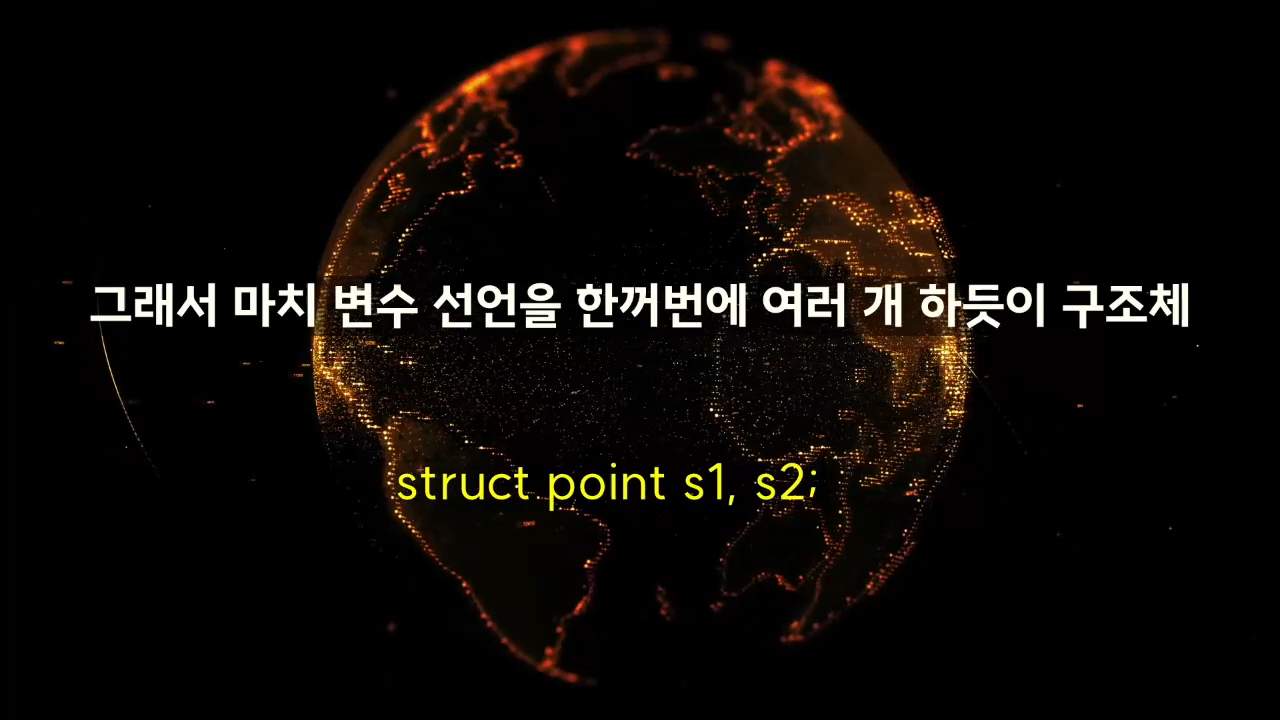 그래서 마치 변수 선언을 한꺼번에 여러 개 하듯이 구조체
struct point s1, s2;